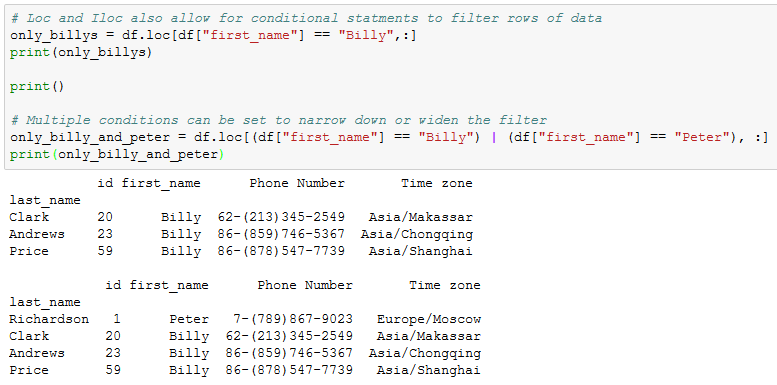 # Loc and Iloc also allow for conditional statments to filter rows of data
only_billys = df.loc[df["first_name"] == "Billy",:]
print(only_billys)
print()
# Multiple conditions can be set to narrow down or widen the filter
only_billy_and_peter = df.loc[(df["first_name"] == "Billy") | (df["first_name"] == "Peter"), :]
print(only_billy_and_peter)
id first_name Phone Number Time zone
last_name
Clark 20 Billy 62-(213)345-2549 Asia/Makassar
Andrews 23 Billy 86-(859)746-5367 Asia/Chongqing
Price 59 Billy 86-(878)547-7739 Asia/Shanghai
id first_name Phone Number Time zone
last_name
Richardson 1 Peter 7-(789)867-9023 Europe/Moscow
Clark 20 Billy 62-(213)345-2549 Asia/Makassar
Andrews 23 Billy 86-(859)746-5367 Asia/Chongqing
Price 59 Billy 86-(878)547-7739 Asia/Shanghai